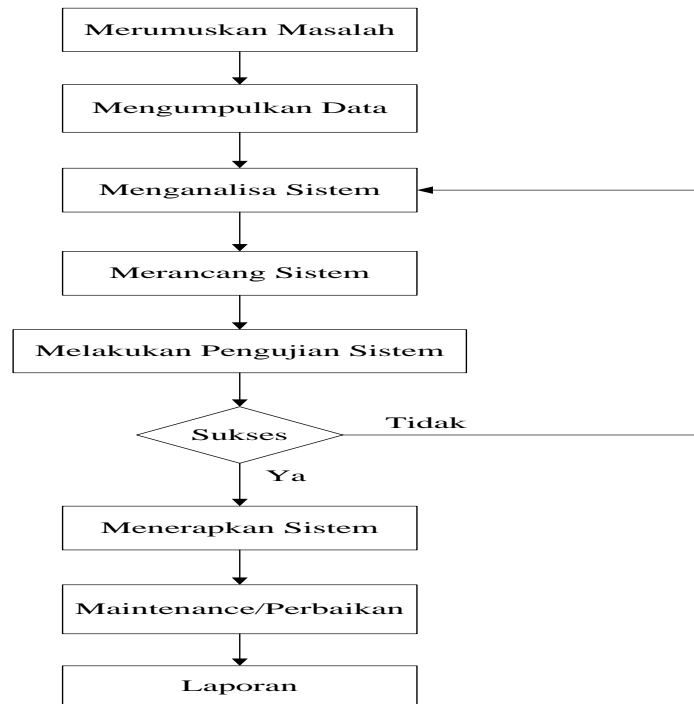 Merumuskan Masalah
Mengumpulkan Data
Menganalisa Sistem
Merancang Sistem
Melakukan Pengujian Sistem
Sukses
Tidak
Ya
Menerapkan Sistem
Maintenance/Perbaikan
Laporan